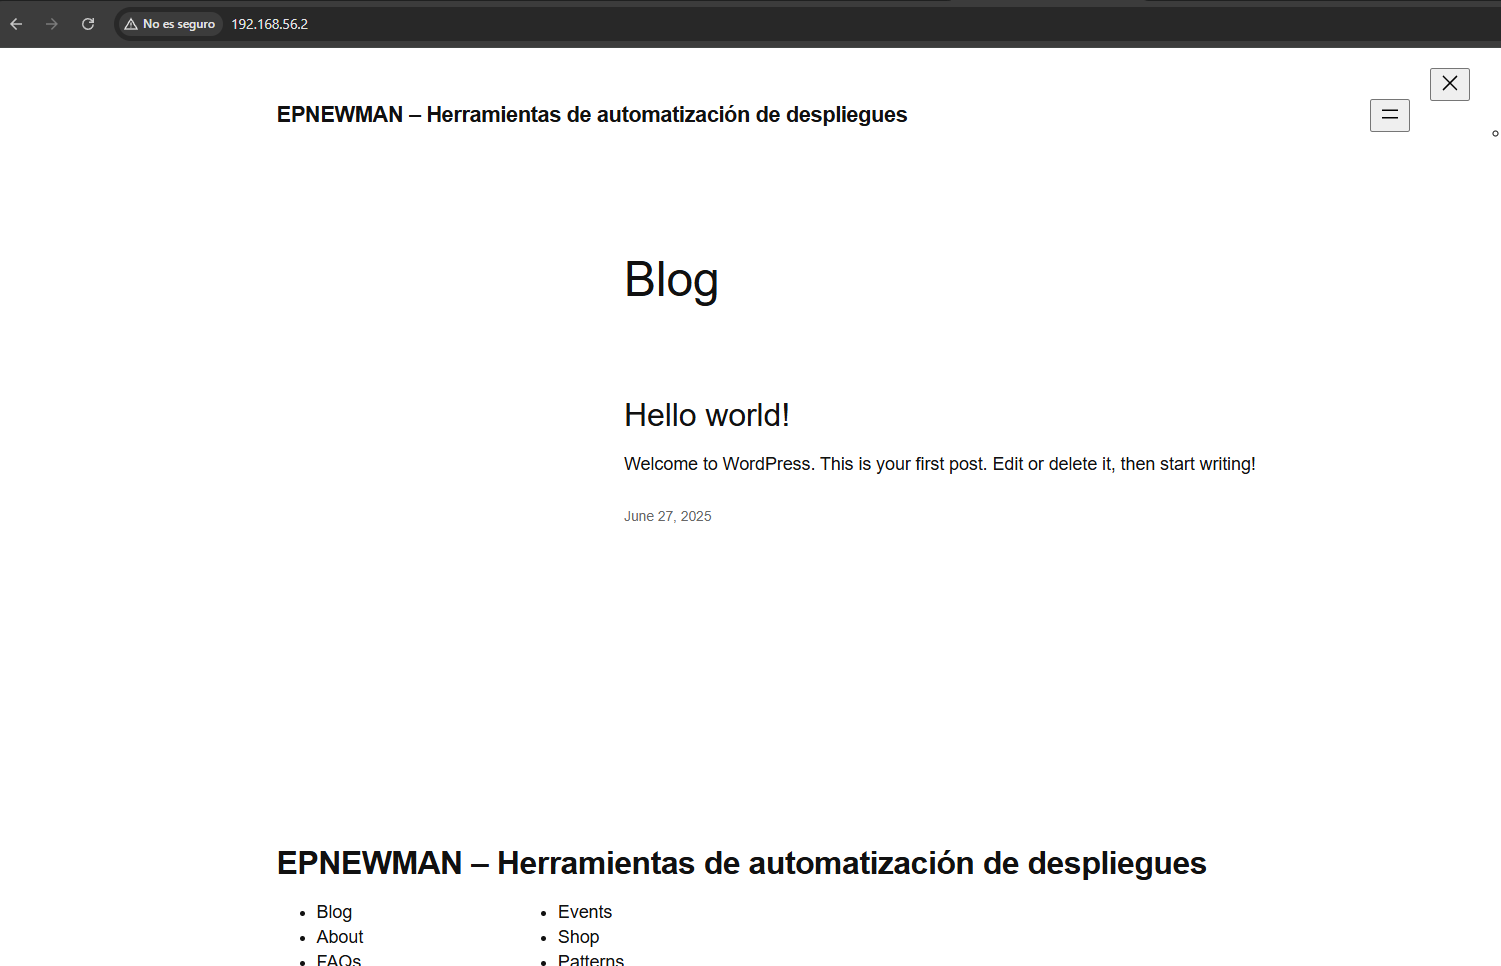 No es seguro 192.168.56.2
EPNEWMAN – Herramientas de automatización de despliegues
Blog
Hello world!
Welcome to WordPress. This is your first post. Edit or delete it, then start writing!
June 27, 2025
EPNEWMAN – Herramientas de automatización de despliegues
Blog
About
FAQs
Events
Shop
Patterns